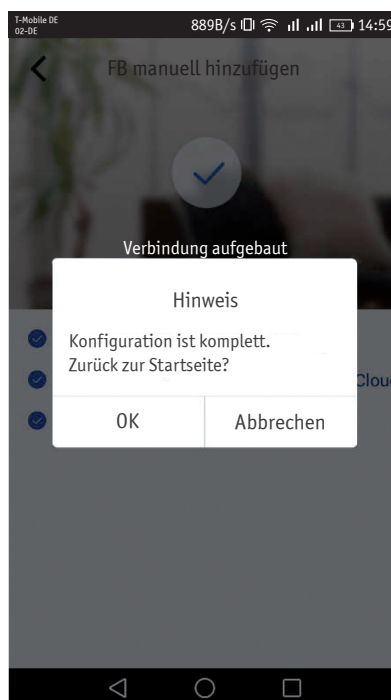 T-Mobile DE
02-DE
889B/s 43 14:59
FB manuell hinzufügen
Verbindung aufgebaut
Hinweis
Konfiguration ist komplett.
Zurück zur Startseite?
Clou
OK Abbrechen